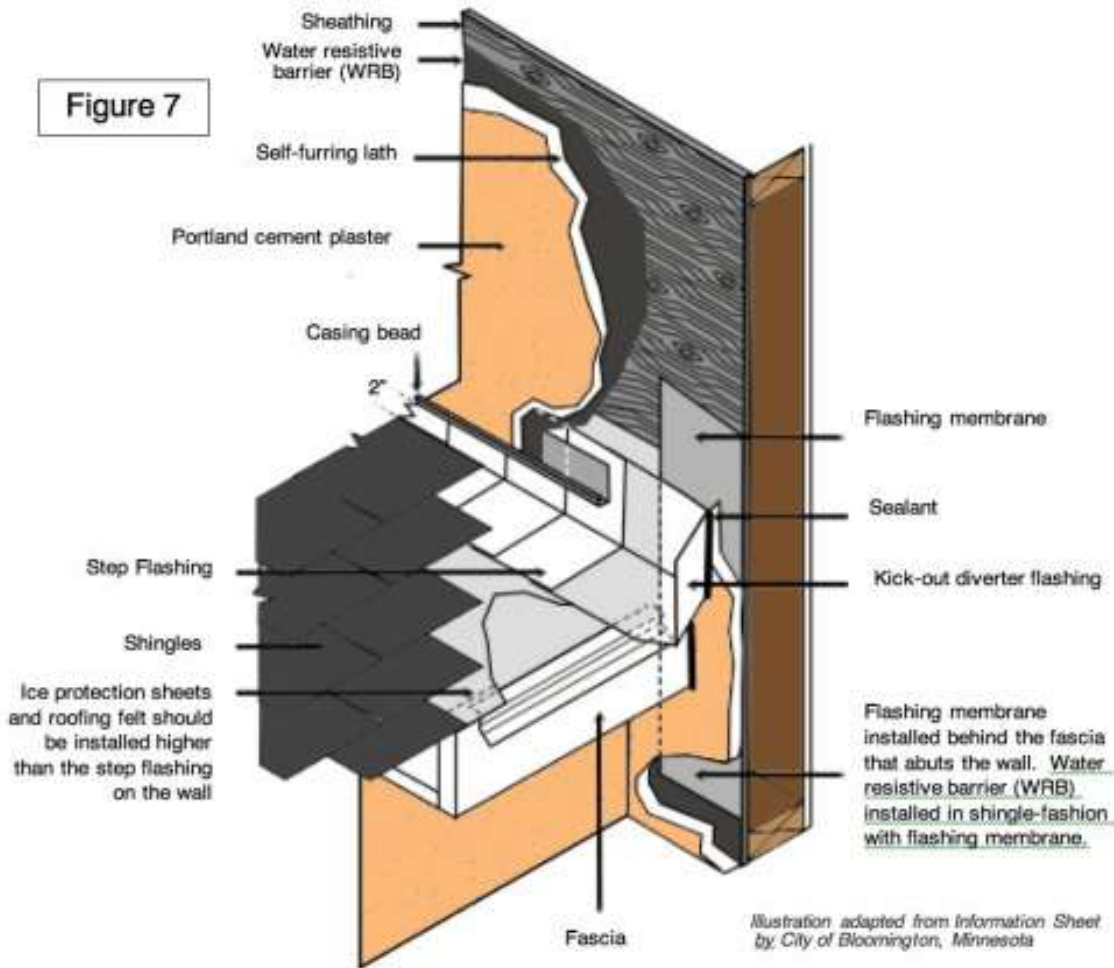 Figure 7
Sheathing
Water resistive
barrier (WRB)
Self-furring lath
Portland cement plaster
Casing bead
2"
Step Flashing
Shingles
Ice protection sheets
and roofing felt should
be installed higher
than the step flashing
on the wall
Flashing membrane
Sealant
Kick-out diverter flashing
Flashing membrane
installed behind the fascia
that abuts the wall. Water
resistive barrier (WRB)
installed in shingle-fashion
with flashing membrane.
Fascia
Illustration adapted from Information Sheet
by City of Bloomington, Minnesota